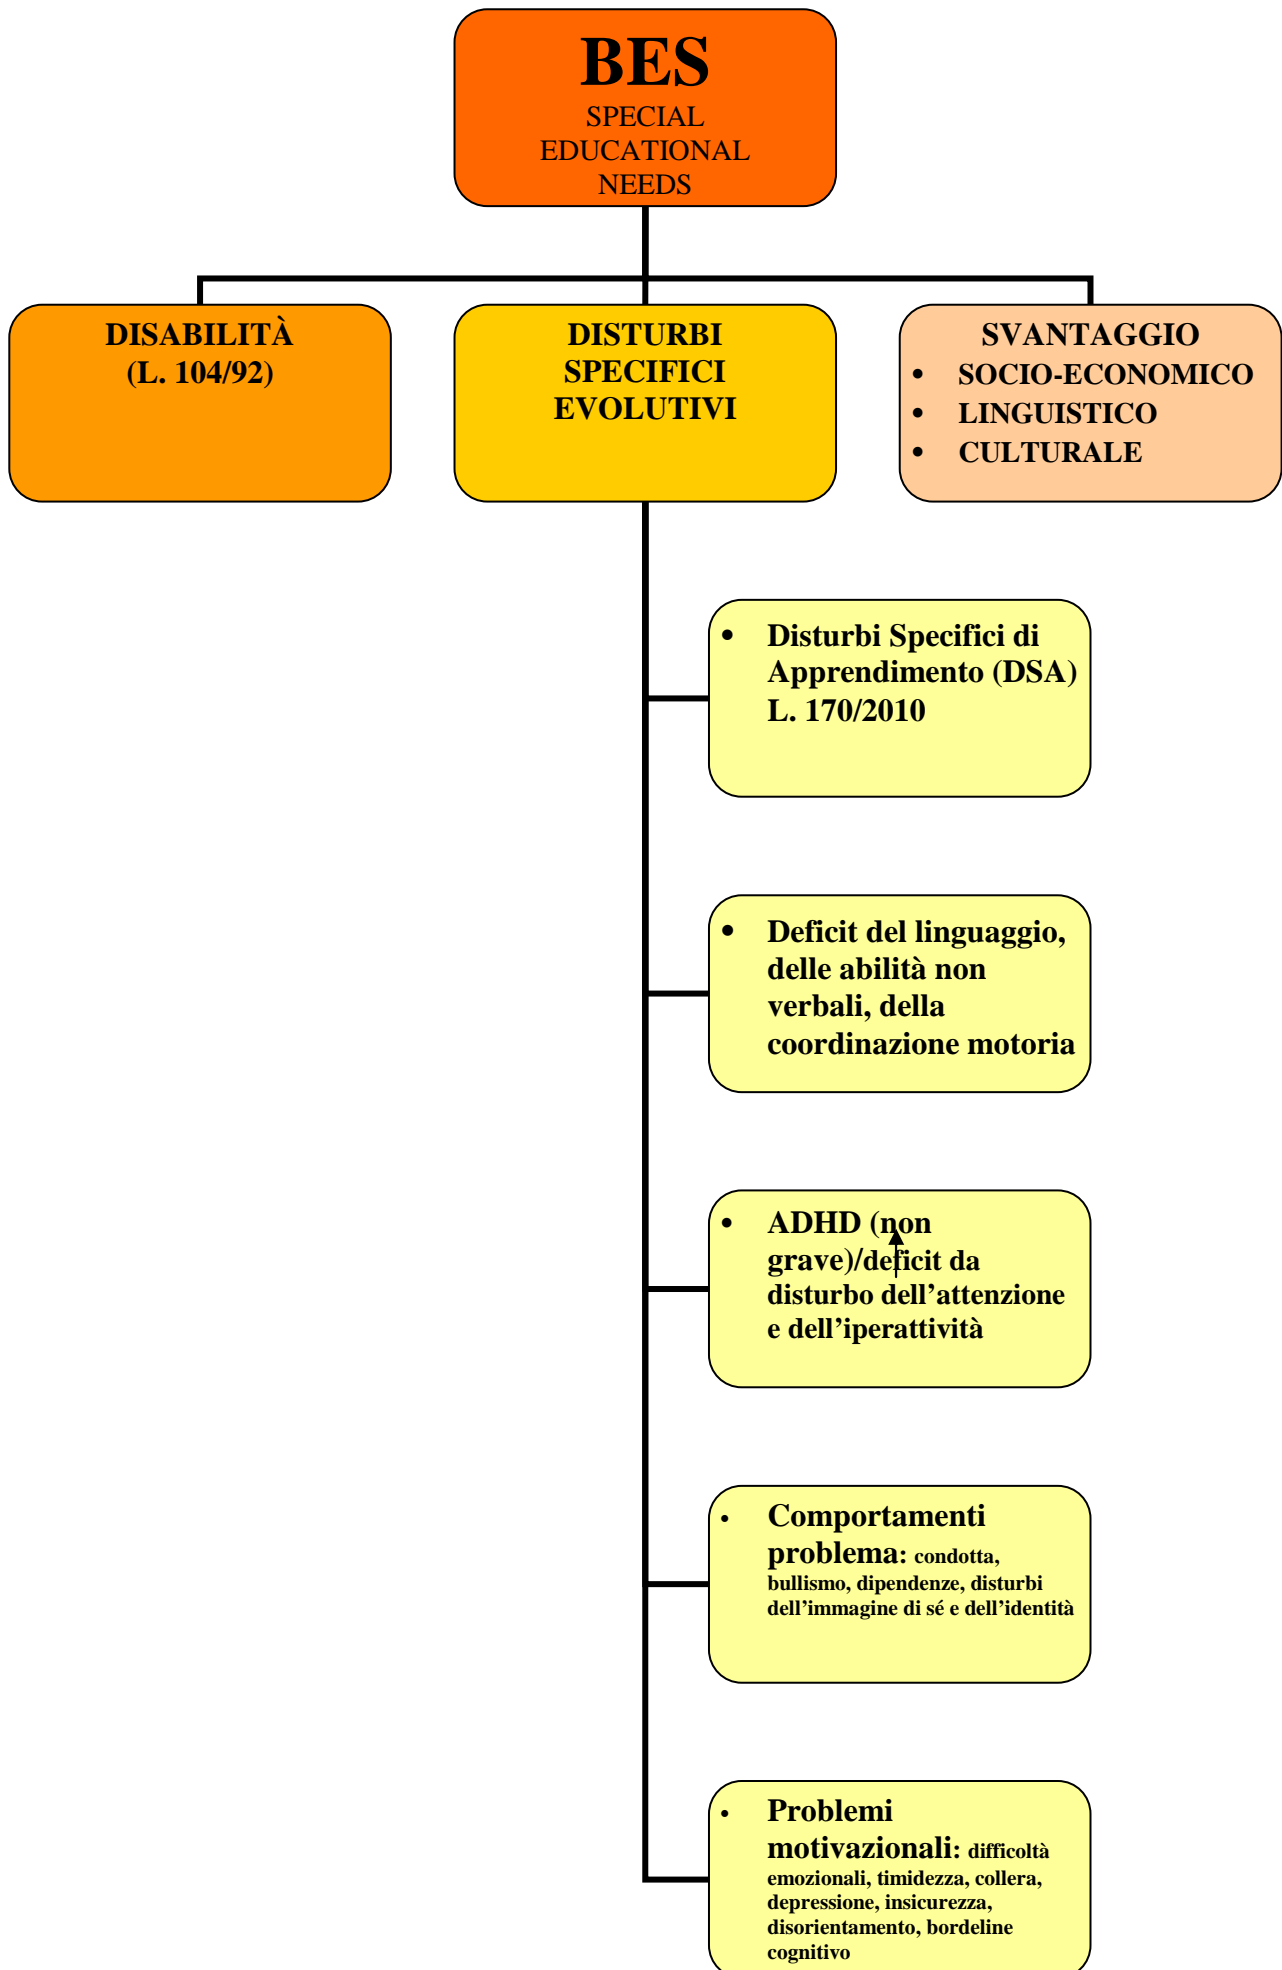 BES
SPECIAL
EDUCATIONAL
NEEDS
DISABILITÀ
(L. 104/92)
DISTURBI
SPECIFICI
EVOLUTIVI
SVANTAGGIO
• SOCIO-ECONOMICO
• LINGUISTICO
• CULTURALE
• Disturbi Specifici di
Apprendimento (DSA)
L. 170/2010
• Deficit del linguaggio,
delle abilità non
verbali, della
coordinazione motoria
• ADHD (non
grave)/deficit da
disturbo dell’attenzione
e dell’iperattività
• Comportamenti
problema: condotta,
bullismo, dipendenze, disturbi
dell’immagine di sé e dell’identità
• Problemi
motivazionali: difficoltà
emozionali, timidezza, collera,
depressione, insicurezza,
disorientamento, bordeline
cognitivo